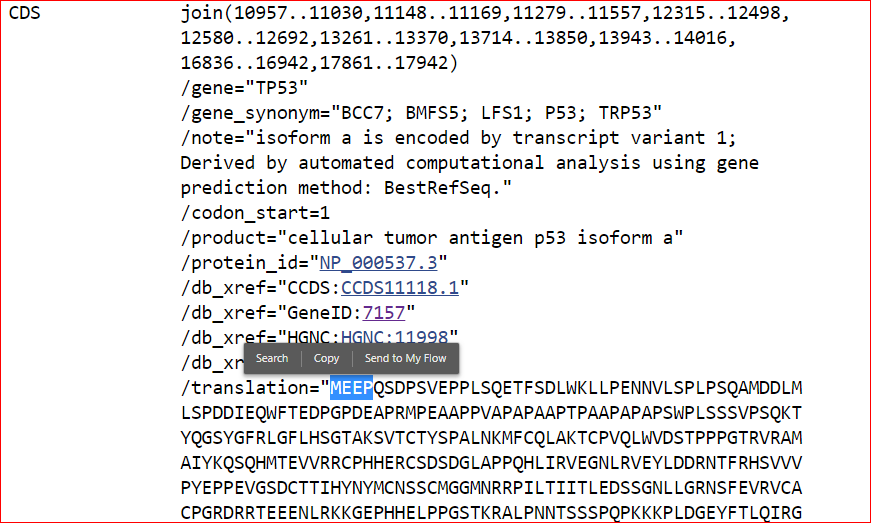 CDS join(10957..11030,11148..11169,11279..11557,12315..12498,
12580..12692,13261..13370,13714..13850,13943..14016,
16836..16942,17861..17942)
/gene="TP53"
/gene_synonym="BCC7; BMFS5; LFS1; P53; TRP53"
/note="isoform a is encoded by transcript variant 1;
Derived by automated computational analysis using gene
prediction method: BestRefSeq."
/codon_start=1
/product="cellular tumor antigen p53 isoform a"
/protein_id="NP_000537.3"
/db_xref="CCDS:CCDS11118.1"
/db_xref="GeneID:7157"
/db_xref="HGNC:HGNC:11998"
Search Copy Send to My Flow
/db_xr
/translation="MEEPQSDPSVEPPLSQETFSDLWKLLPENNVLSPLPSQAMDDLM
LSPDDIEQWFTEDPGPDEAPRMPEAAPPVAPAPAAPTPAAPAPAPSWPLSSSVPSQKT
YQGSYGFRLGFLHSGTAKSVTCTYSPALNKMFCQLAKTCPVQLWVDSTPPPGTRVRAM
AIYKQSQHMTEVVRRCPHHERCSDSDGLAPPQHLIRVEGNLRVEYLDDRNTFRHSVVV
PYEPPEVGSDCTTIHYNYMCNSSCMGGMNRRPILTIITLEDSSGNLLGRNSFEVRVCA
CPGRDRRTEEENLRKKGEPHHELPPGSTKRALPNNTSSSPQPKKKPLDGEYFTLQIRG